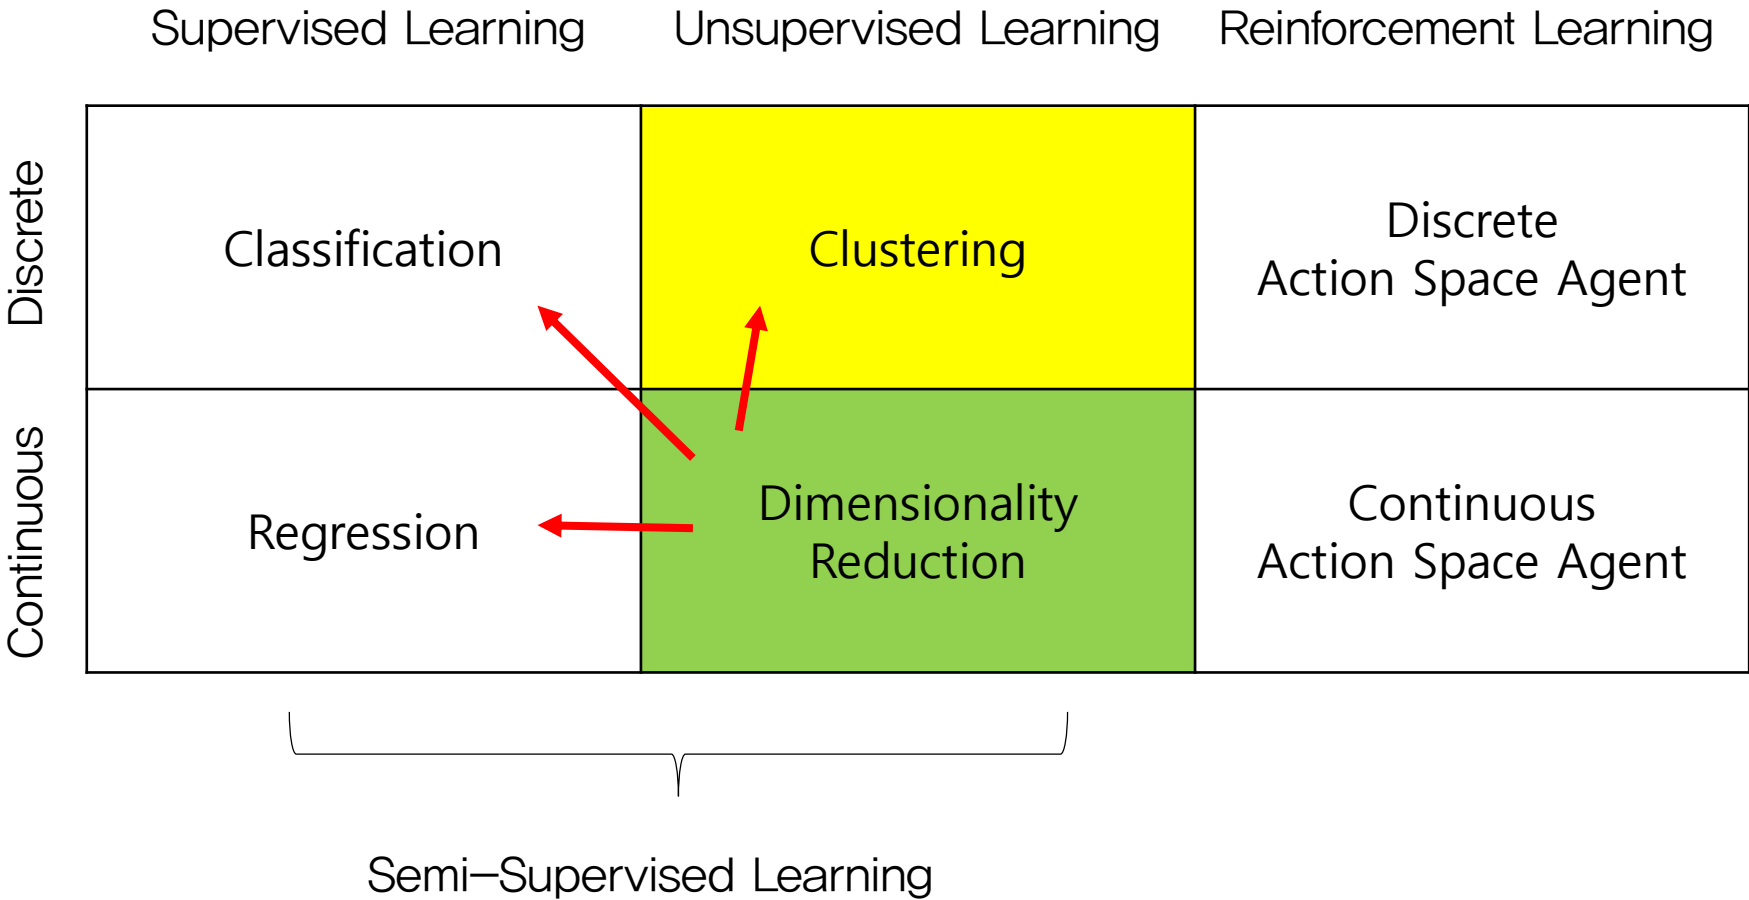 Supervised Learning
Unsupervised Learning
Reinforcement Learning
Discrete
Classification
Clustering
Discrete
Action Space Agent
Continuous
Regression
Dimensionality
Reduction
Continuous
Action Space Agent
Semi-Supervised Learning